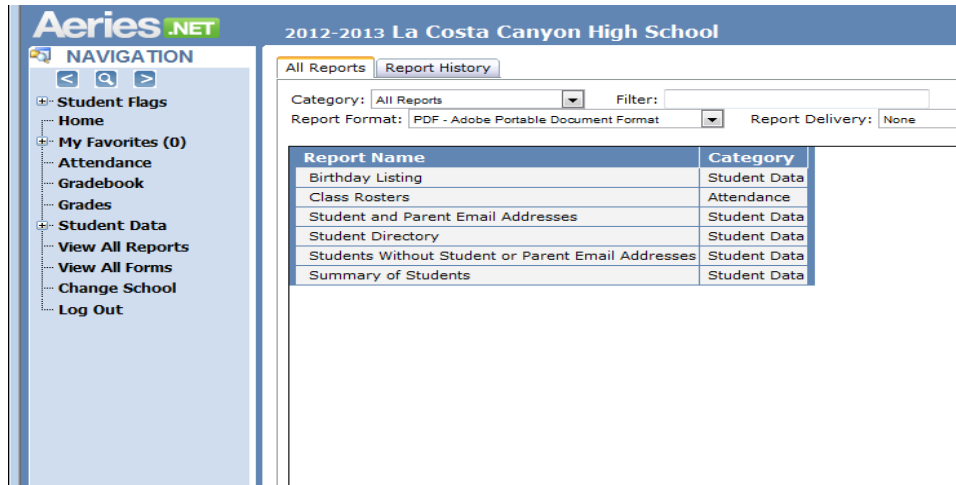 Aeries .NET
2012-2013 La Costa Canyon High School
NAVIGATION
< >
Student Flags
Home
My Favorites (0)
Attendance
Gradebook
Grades
Student Data
View All Reports
View All Forms
Change School
Log Out
All Reports Report History
Category: All Reports Filter:
Report Format: PDF - Adobe Portable Document Format Report Delivery: None
Report Name Category
Birthday Listing Student Data
Class Rosters Attendance
Student and Parent Email Addresses Student Data
Student Directory Student Data
Students Without Student or Parent Email Addresses Student Data
Summary of Students Student Data